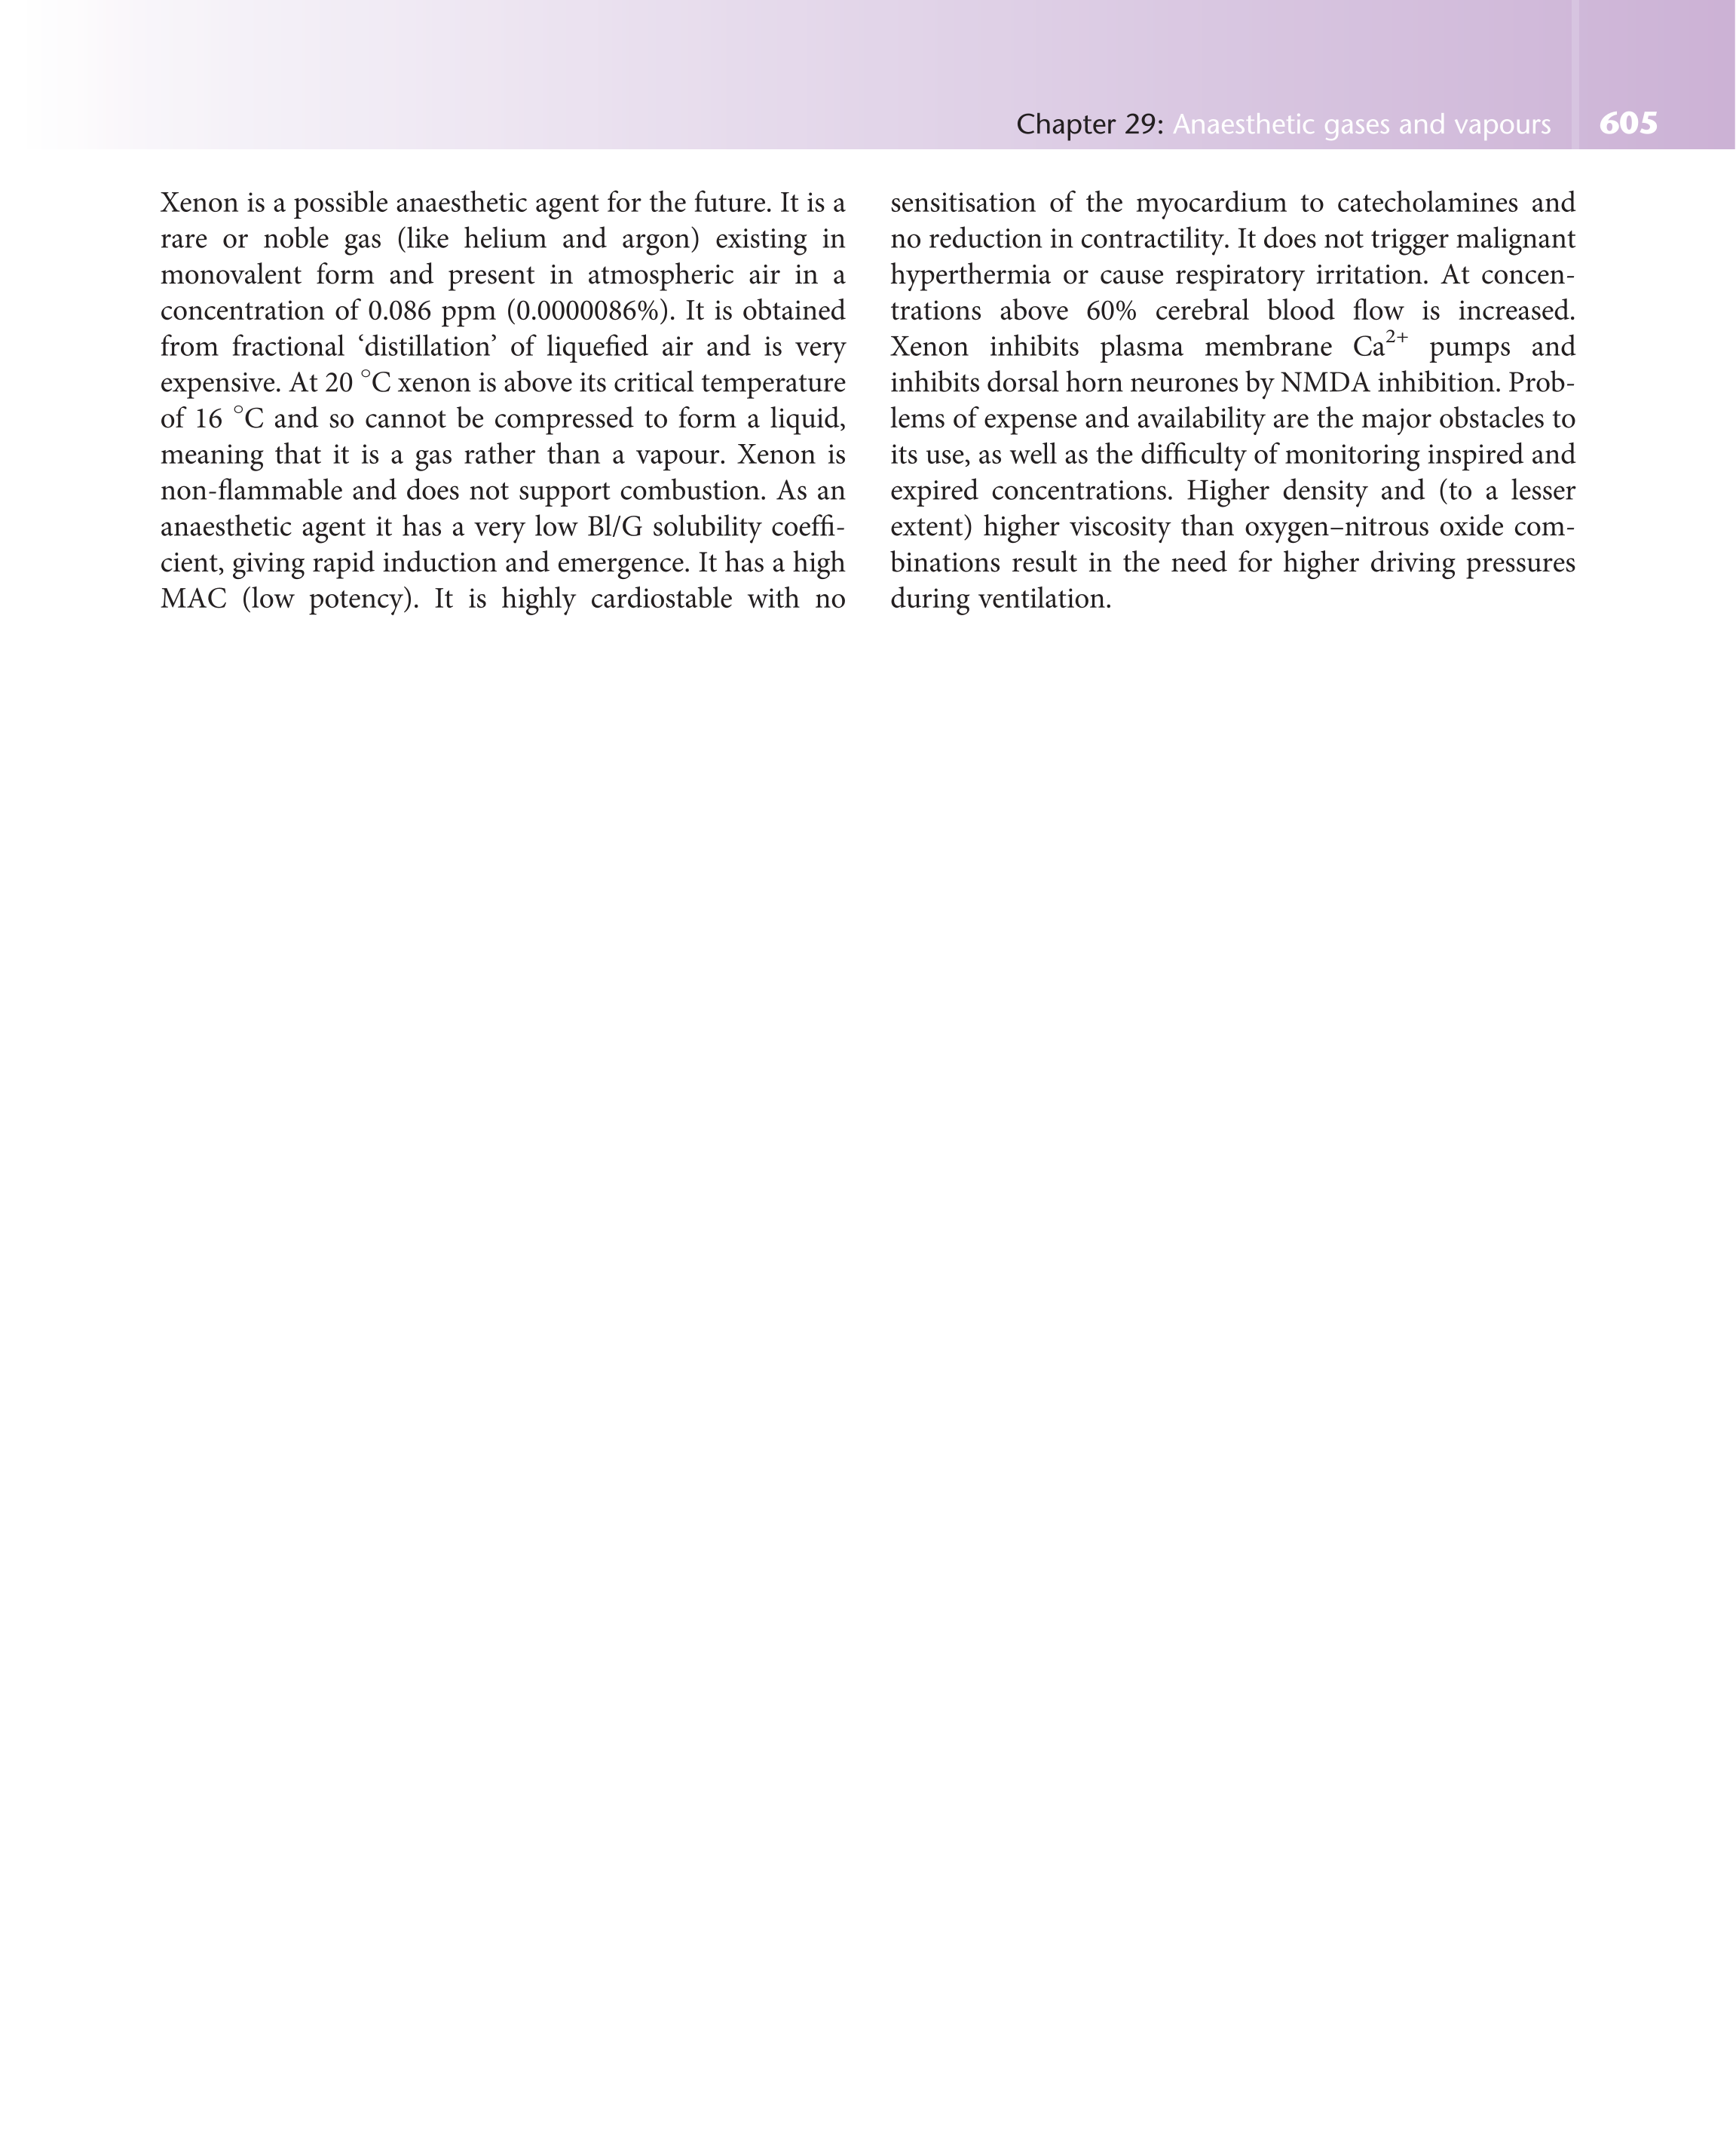 Chapter 29: Anaesthetic gases and vapours 605
Xenon is a possible anaesthetic agent for the future. It is a
rare or noble gas (like helium and argon) existing in
monovalent form and present in atmospheric air in a
concentration of 0.086 ppm (0.0000086%). It is obtained
from fractional ‘distillation’ of liquefied air and is very
expensive. At 20 °C xenon is above its critical temperature
of 16 °C and so cannot be compressed to form a liquid,
meaning that it is a gas rather than a vapour. Xenon is
non-flammable and does not support combustion. As an
anaesthetic agent it has a very low Bl/G solubility coeffi-
cient, giving rapid induction and emergence. It has a high
MAC (low potency). It is highly cardiostable with no
sensitisation of the myocardium to catecholamines and
no reduction in contractility. It does not trigger malignant
hyperthermia or cause respiratory irritation. At concen-
trations above 60% cerebral blood flow is increased.
Xenon inhibits plasma membrane Ca²⁺ pumps and
inhibits dorsal horn neurones by NMDA inhibition. Prob-
lems of expense and availability are the major obstacles to
its use, as well as the difficulty of monitoring inspired and
expired concentrations. Higher density and (to a lesser
extent) higher viscosity than oxygen–nitrous oxide com-
binations result in the need for higher driving pressures
during ventilation.